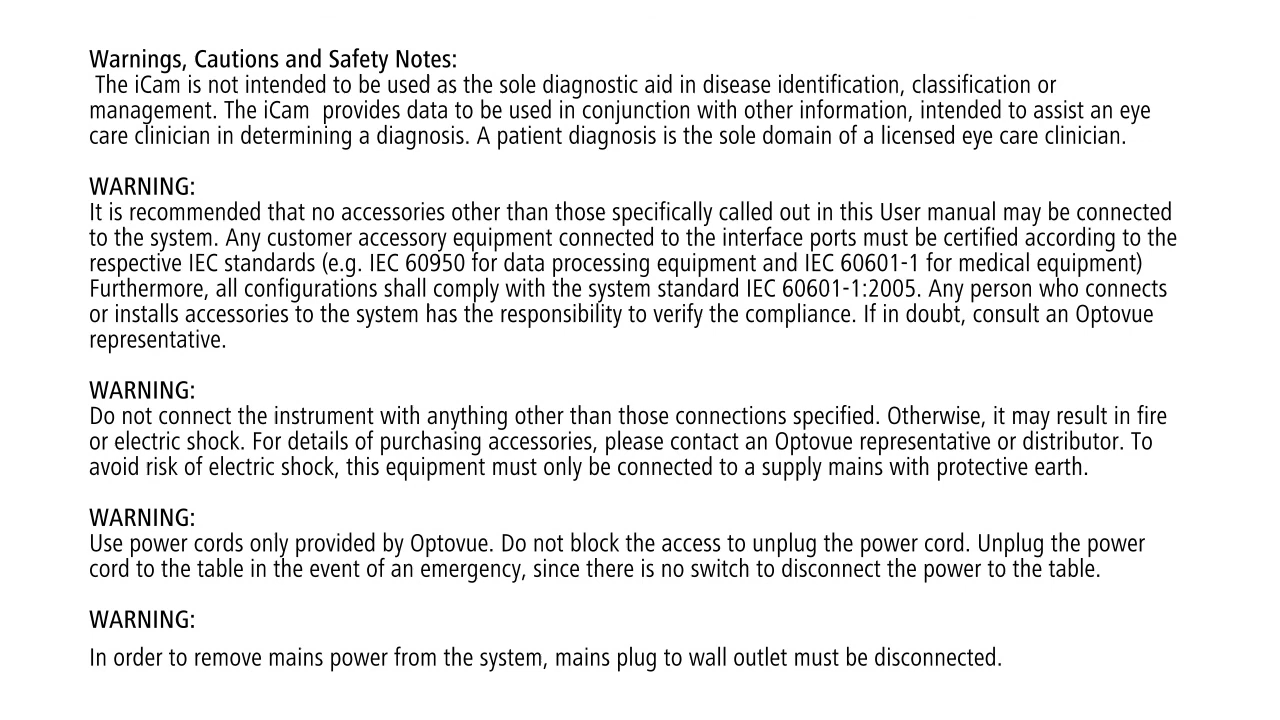 Warnings, Cautions and Safety Notes:
The iCam is not intended to be used as the sole diagnostic aid in disease identification, classification or
management. The iCam  provides data to be used in conjunction with other information, intended to assist an eye
care clinician in determining a diagnosis. A patient diagnosis is the sole domain of a licensed eye care clinician.
WARNING:
It is recommended that no accessories other than those specifically called out in this User manual may be connected
to the system. Any customer accessory equipment connected to the interface ports must be certified according to the
respective IEC standards (e.g. IEC 60950 for data processing equipment and IEC 60601-1 for medical equipment)
Furthermore, all configurations shall comply with the system standard IEC 60601-1:2005. Any person who connects
or installs accessories to the system has the responsibility to verify the compliance. If in doubt, consult an Optovue
representative.
WARNING:
Do not connect the instrument with anything other than those connections specified. Otherwise, it may result in fire
or electric shock. For details of purchasing accessories, please contact an Optovue representative or distributor. To
avoid risk of electric shock, this equipment must only be connected to a supply mains with protective earth.
WARNING:
Use power cords only provided by Optovue. Do not block the access to unplug the power cord. Unplug the power
cord to the table in the event of an emergency, since there is no switch to disconnect the power to the table.
WARNING:
In order to remove mains power from the system, mains plug to wall outlet must be disconnected.